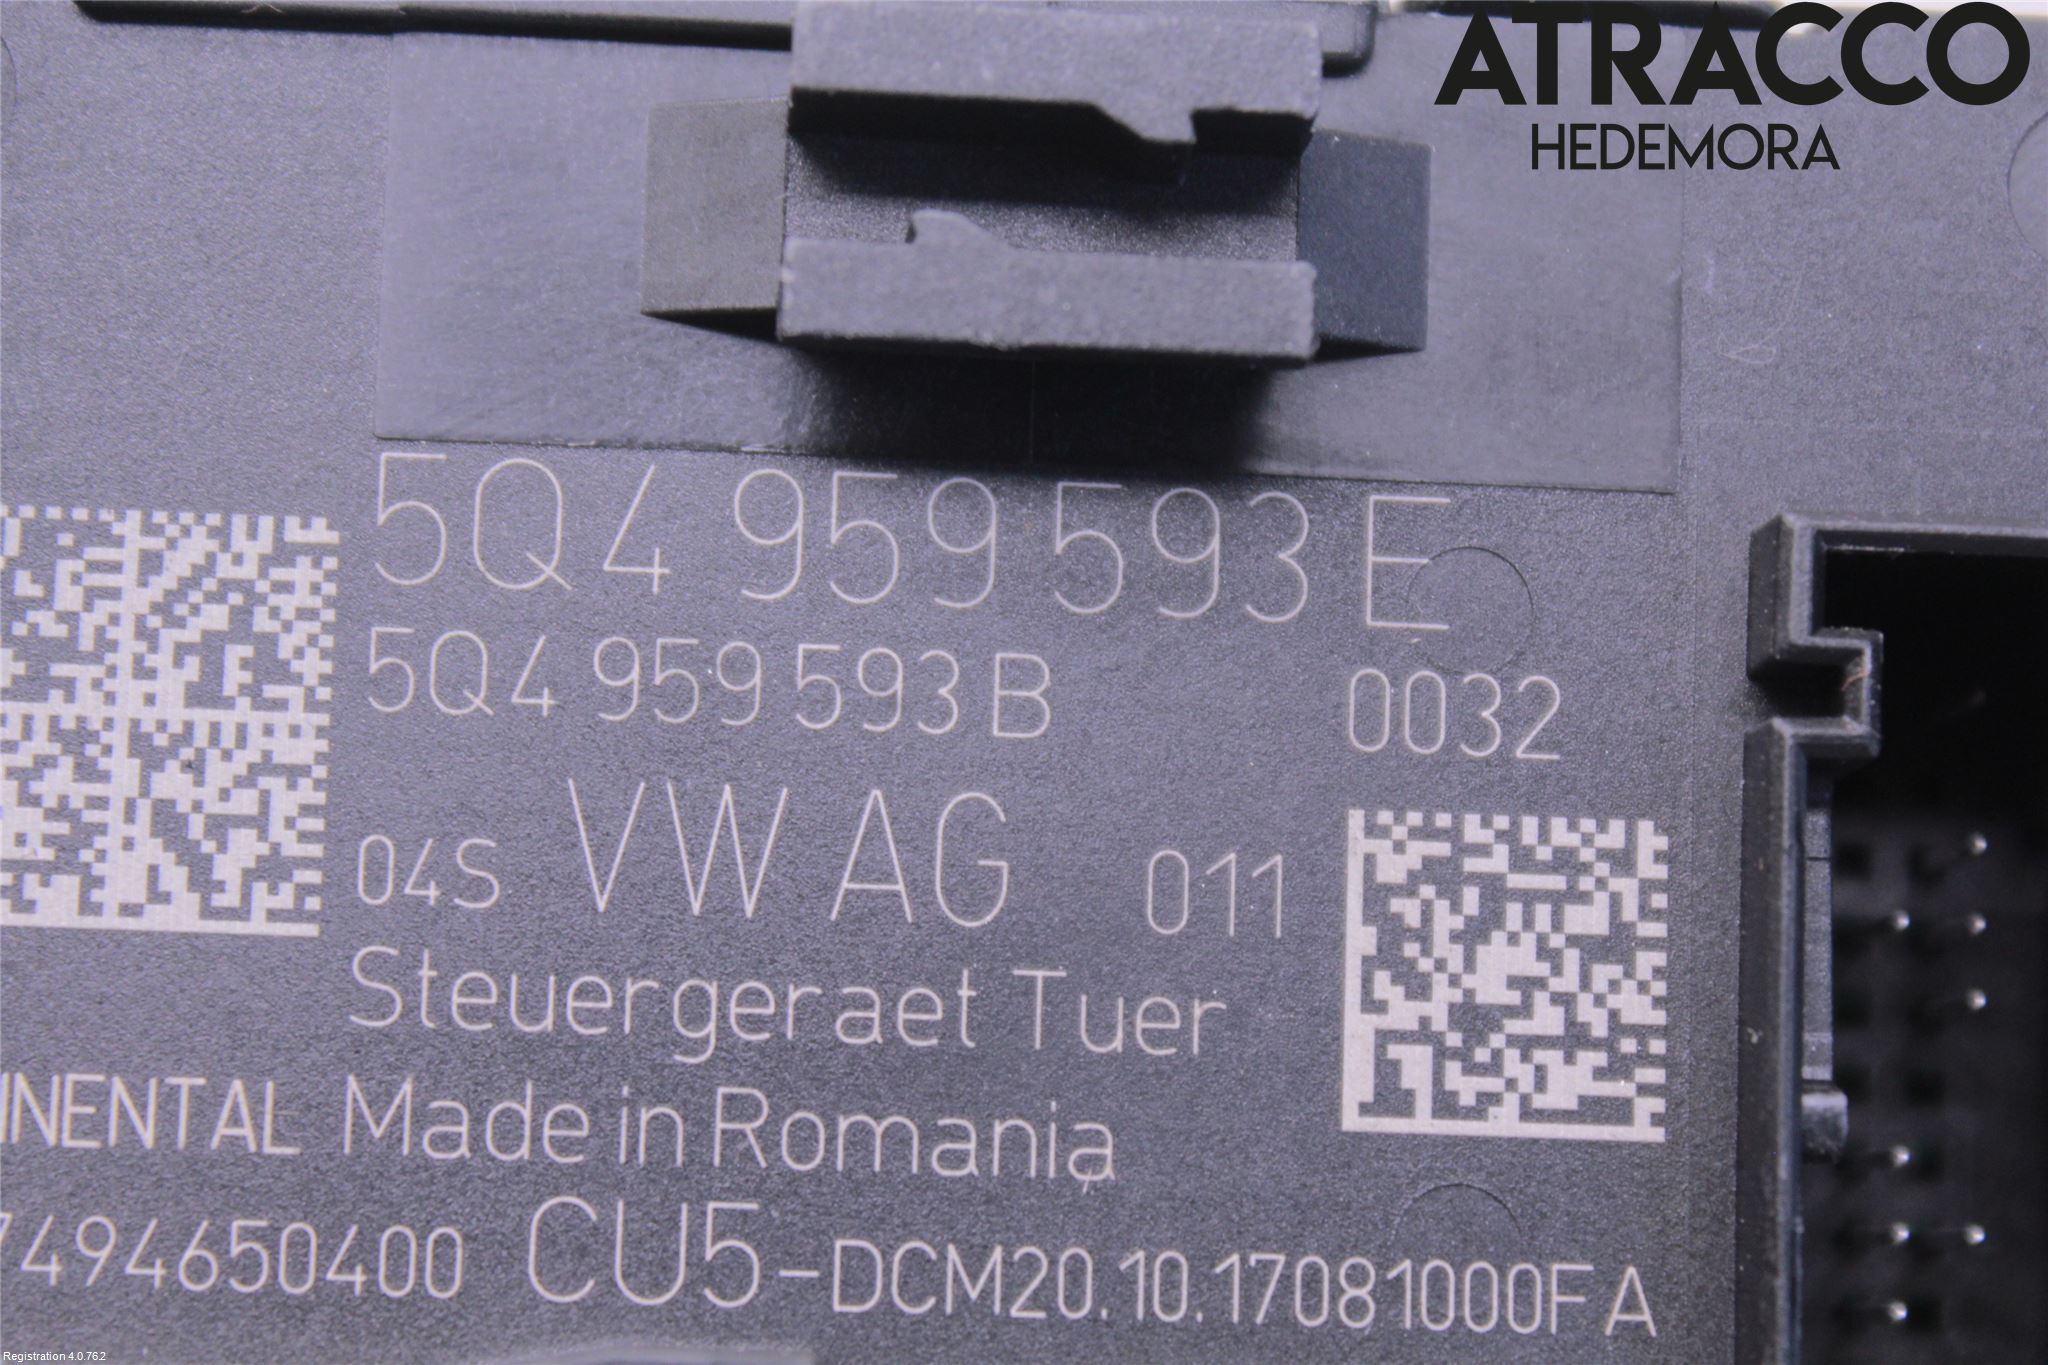 ATRACCO
HEDEMORA
5Q4 959 593 E
5Q4 959 593 B 0032
04S VW AG 011
Steuergeraet Tuer
INENTAL Made in Romania
7494650400 CU5-DCM20.10.17081000FA
Registration 4.0.762